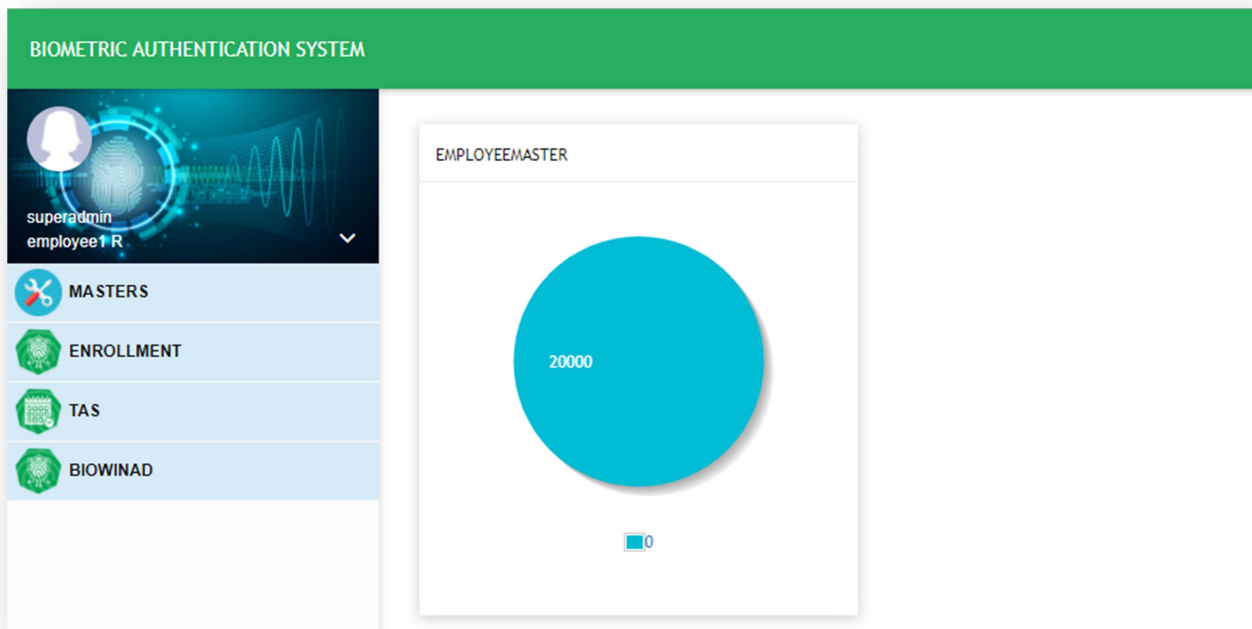 BIOMETRIC AUTHENTICATION SYSTEM
superadmin
employee1 R
MASTERS
ENROLLMENT
TAS
BIOWINAD
EMPLOYEEMASTER
20000
0